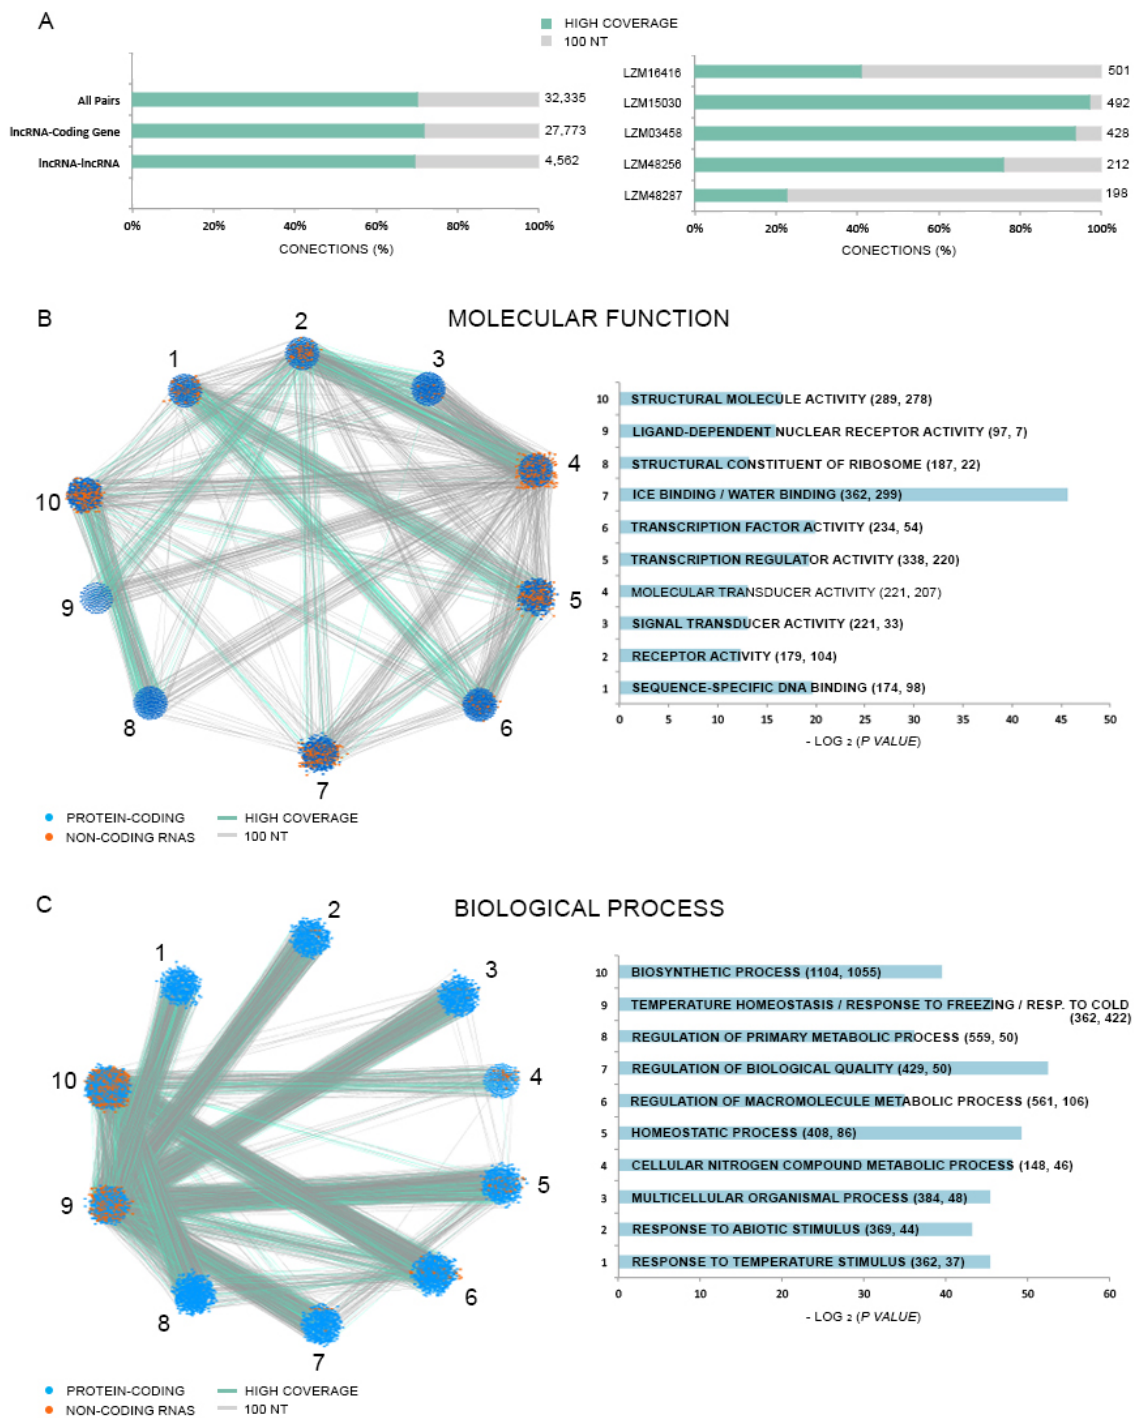 A
HIGH COVERAGE
100 NT
All Pairs
32,335
lncRNA-Coding Gene
27,773
lncRNA-lncRNA
4,562
0% 20% 40% 60% 80% 100%
CONECTIONS (%)
LZM16416
501
LZM15030
492
LZM03458
428
LZM48256
212
LZM48287
198
0% 20% 40% 60% 80% 100%
CONECTIONS (%)
B
MOLECULAR FUNCTION
1
2
3
4
5
6
7
8
9
10
10 STRUCTURAL MOLECULE ACTIVITY (289, 278)
9 LIGAND-DEPENDENT NUCLEAR RECEPTOR ACTIVITY (97, 7)
8 STRUCTURAL CONSTITUENT OF RIBOSOME (187, 22)
7 ICE BINDING / WATER BINDING (362, 299)
6 TRANSCRIPTION FACTOR ACTIVITY (234, 54)
5 TRANSCRIPTION REGULATOR ACTIVITY (338, 220)
4 MOLECULAR TRANSDUCER ACTIVITY (221, 207)
3 SIGNAL TRANSDUCER ACTIVITY (221, 33)
2 RECEPTOR ACTIVITY (179, 104)
1 SEQUENCE-SPECIFIC DNA BINDING (174, 98)
0 5 10 15 20 25 30 35 40 45 50
- LOG 2 (P VALUE)
PROTEIN-CODING
HIGH COVERAGE
NON-CODING RNAS
100 NT
C
BIOLOGICAL PROCESS
1
2
3
4
5
6
7
8
9
10
10 BIOSYNTHETIC PROCESS (1104, 1055)
9 TEMPERATURE HOMEOSTASIS / RESPONSE TO FREEZING / RESP. TO COLD
(362, 422)
8 REGULATION OF PRIMARY METABOLIC PROCESS (559, 50)
7 REGULATION OF BIOLOGICAL QUALITY (429, 50)
6 REGULATION OF MACROMOLECULE METABOLIC PROCESS (561, 106)
5 HOMEOSTATIC PROCESS (408, 86)
4 CELLULAR NITROGEN COMPOUND METABOLIC PROCESS (148, 46)
3 MULTICELLULAR ORGANISMAL PROCESS (384, 48)
2 RESPONSE TO ABIOTIC STIMULUS (369, 44)
1 RESPONSE TO TEMPERATURE STIMULUS (362, 37)
0 10 20 30 40 50 60
- LOG 2 (P VALUE)
PROTEIN-CODING
HIGH COVERAGE
NON-CODING RNAS
100 NT